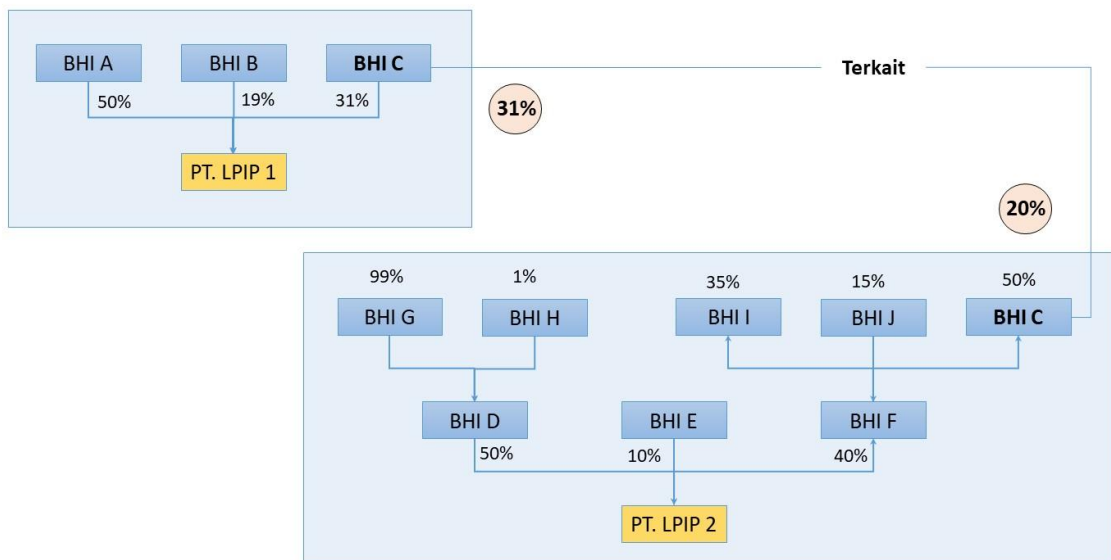 BHI A
BHI B
BHI C
Terkait
50%
19%
31%
31%
PT. LPIP 1
20%
99%
1%
35%
15%
50%
BHI G
BHI H
BHI I
BHI J
BHI C
BHI D
BHI E
BHI F
50%
10%
40%
PT. LPIP 2